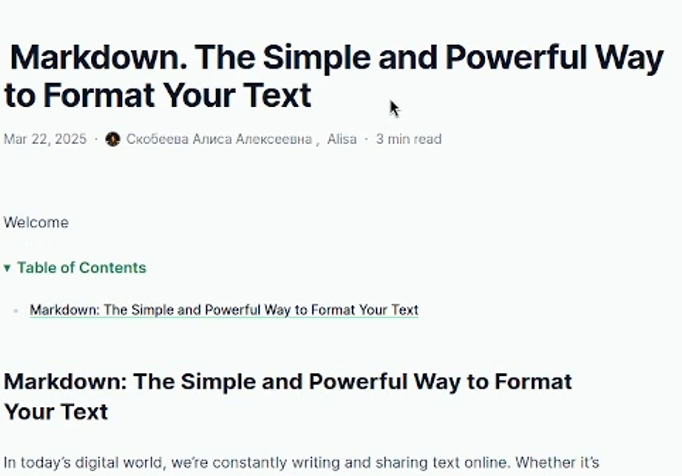 Markdown. The Simple and Powerful Way
to Format Your Text
Mar 22, 2025 · Скобеева Алиса Алексеевна , Alisa · 3 min read
Welcome
▾ Table of Contents
Markdown: The Simple and Powerful Way to Format Your Text
Markdown: The Simple and Powerful Way to Format
Your Text
In today’s digital world, we’re constantly writing and sharing text online. Whether it’s